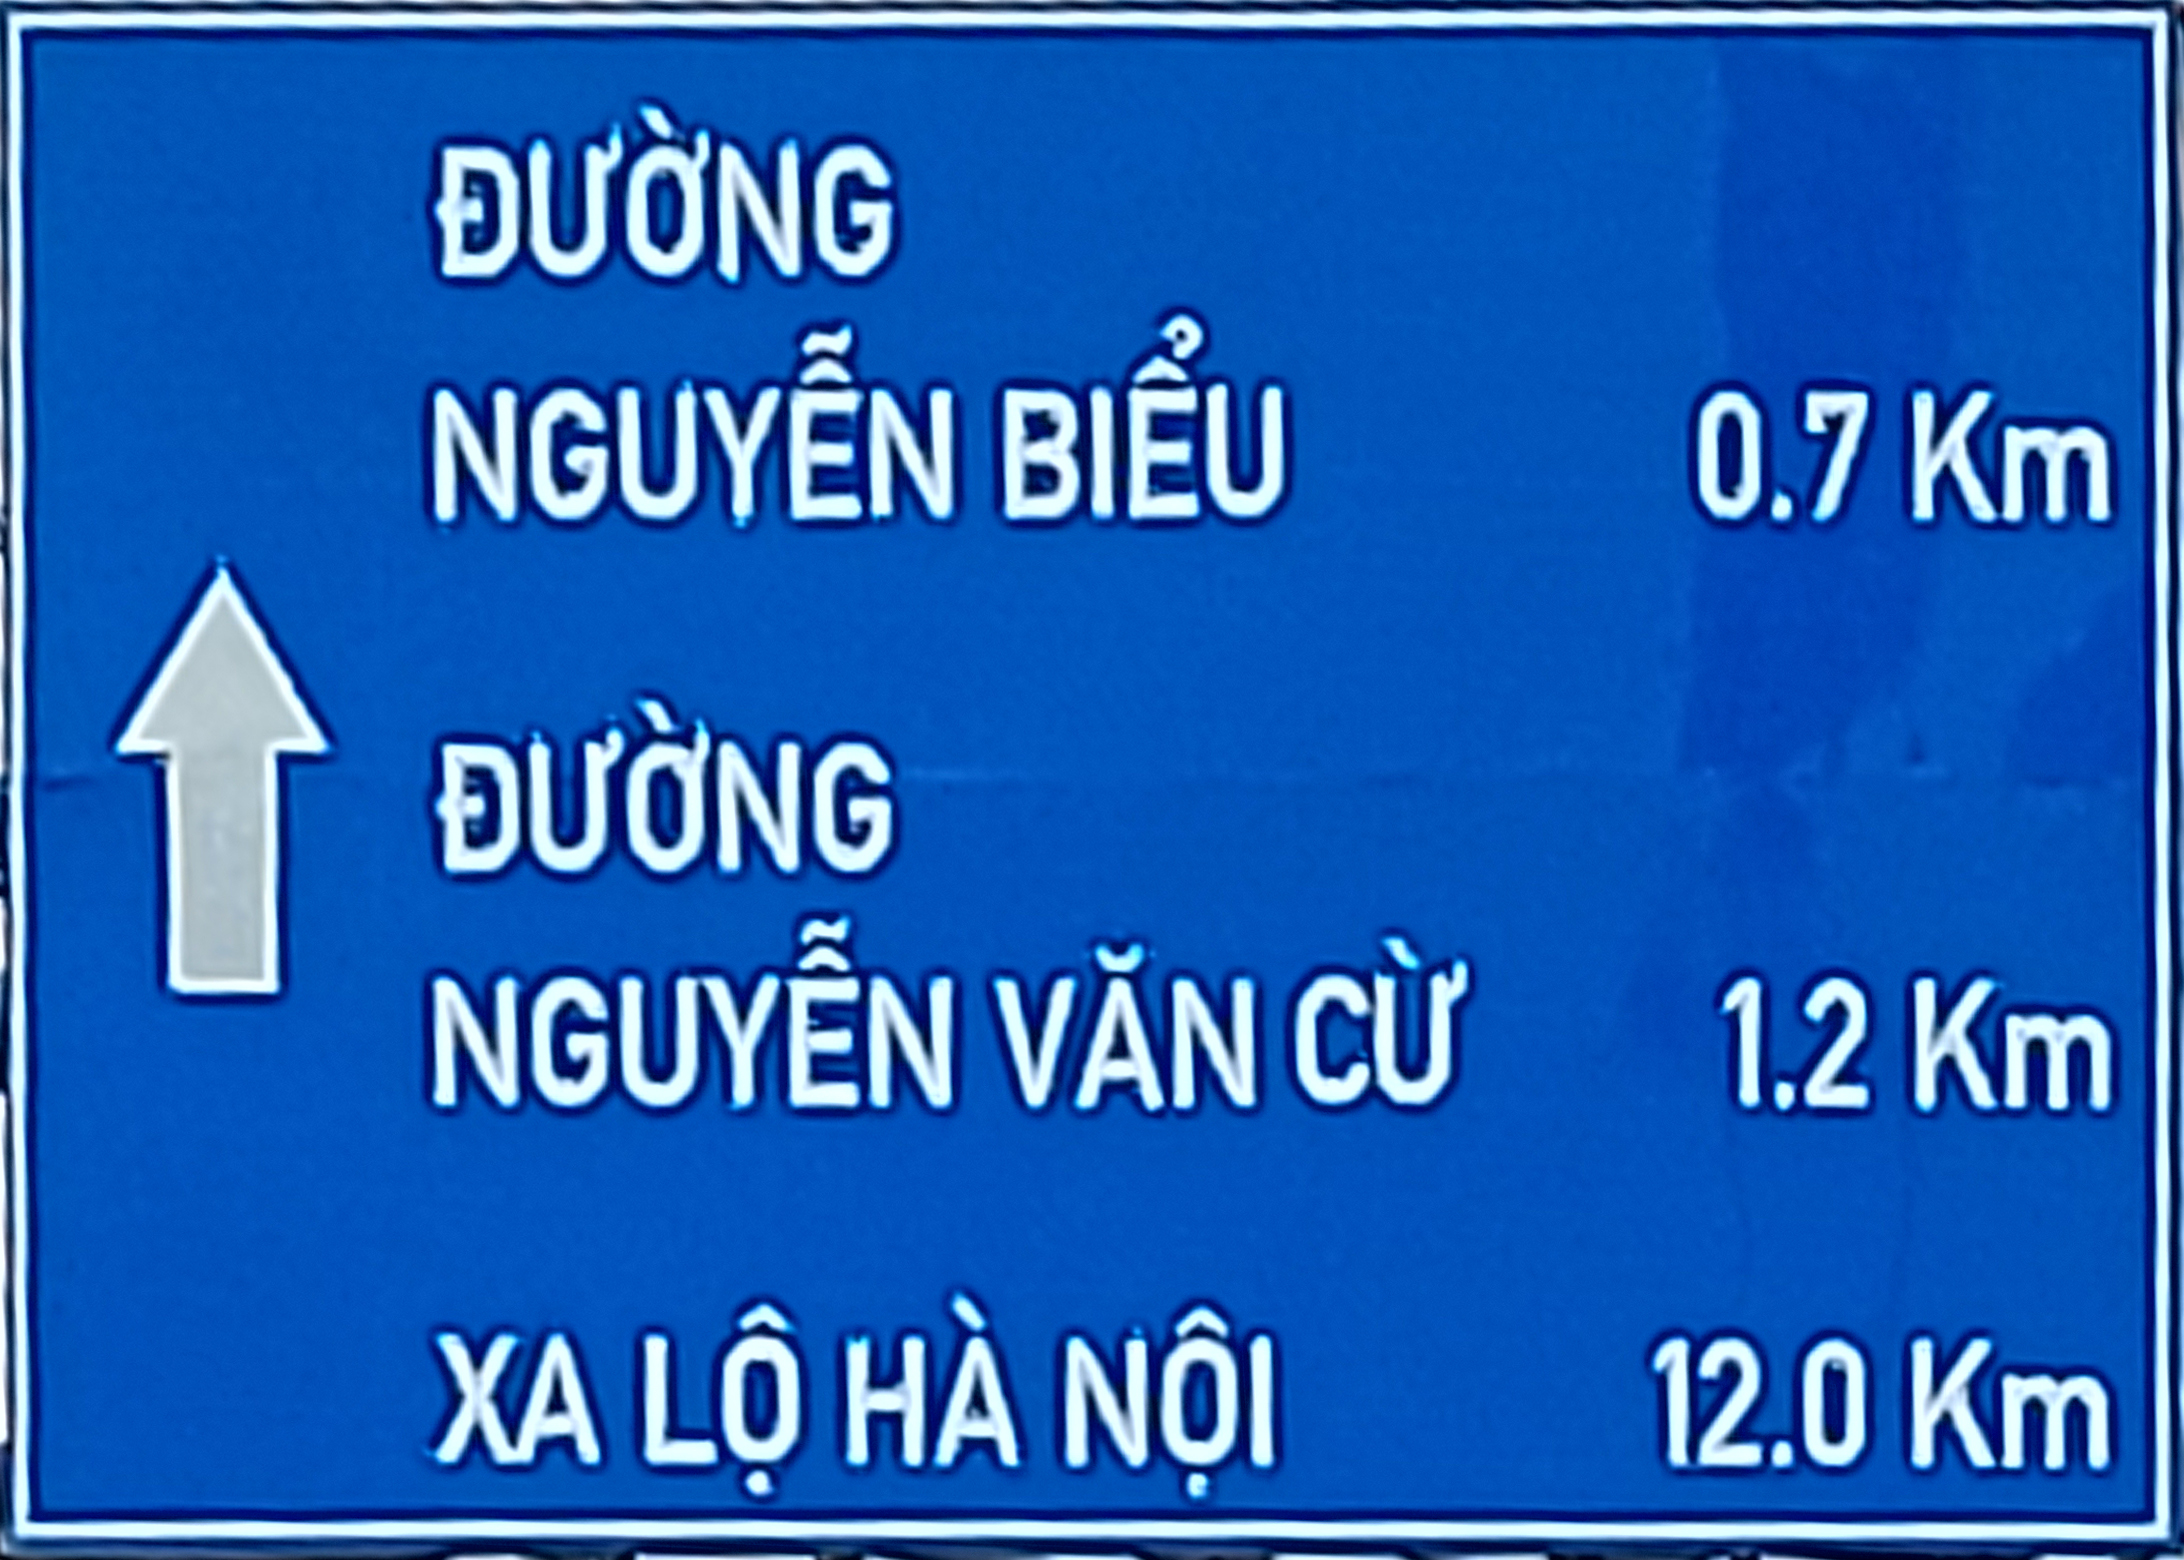 ĐƯỜNG
NGUYỄN BIỂU 0.7 Km
ĐƯỜNG
NGUYỄN VĂN CỪ 1.2 Km
XA LỘ HÀ NỘI 12.0 Km